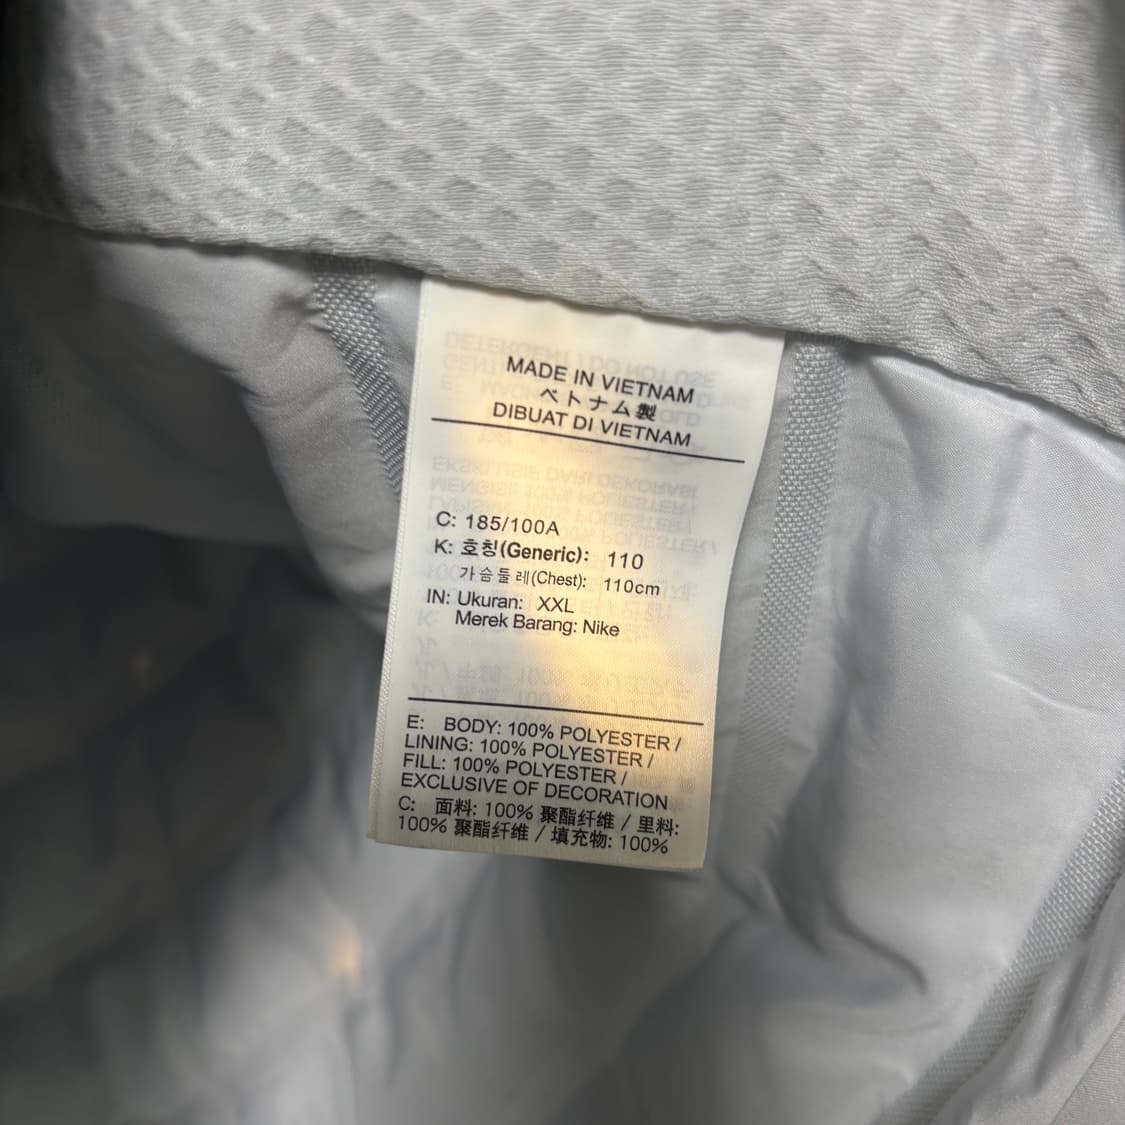 MADE IN VIETNAM
ベトナム製
DIBUAT DI VIETNAM
C: 185/100A
K: 호칭(Generic): 110
가슴둘레(Chest): 110cm
IN: Ukuran: XXL
Merek Barang: Nike
E: BODY: 100% POLYESTER /
LINING: 100% POLYESTER /
FILL: 100% POLYESTER /
EXCLUSIVE OF DECORATION
C: 面料: 100% 聚酯纤维 / 里料:
100% 聚酯纤维 / 填充物: 100%